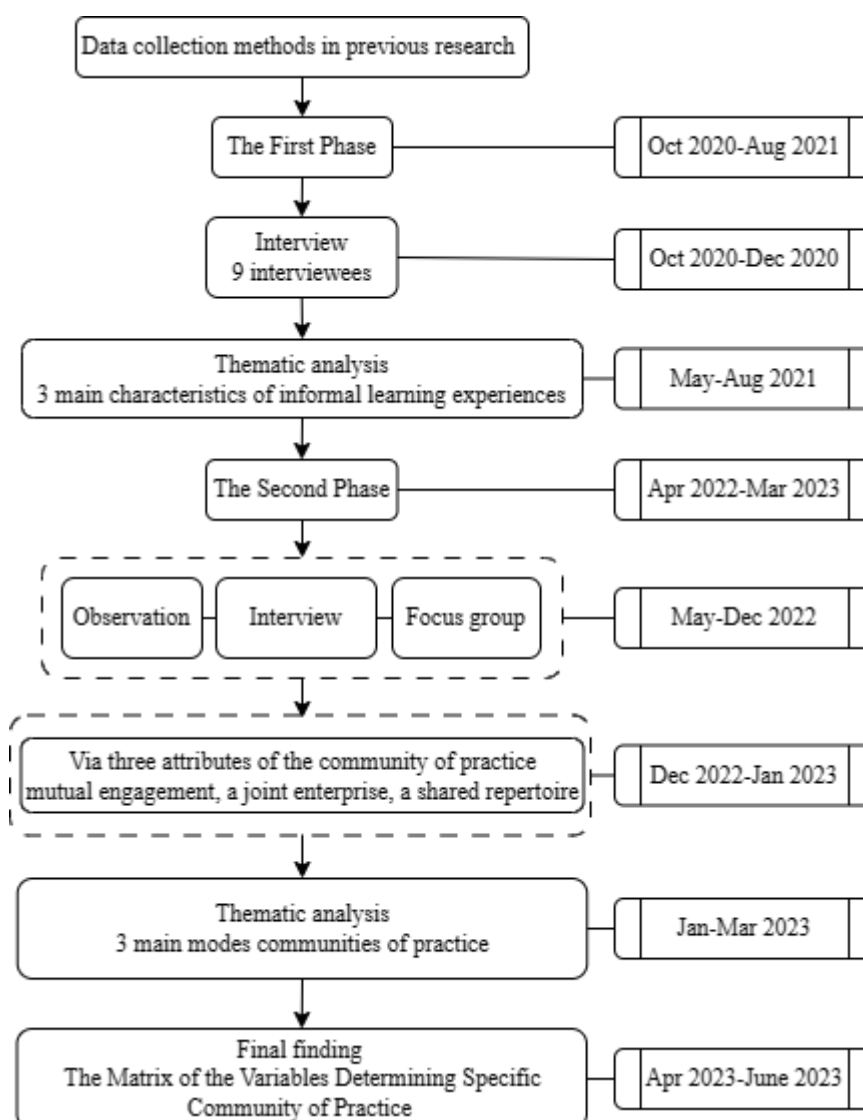 Data collection methods in previous research
The First Phase
Oct 2020-Aug 2021
Interview
9 interviewees
Oct 2020-Dec 2020
Thematic analysis
3 main characteristics of informal learning experiences
May-Aug 2021
The Second Phase
Apr 2022-Mar 2023
Observation
Interview
Focus group
May-Dec 2022
Via three attributes of the community of practice
mutual engagement, a joint enterprise, a shared repertoire
Dec 2022-Jan 2023
Thematic analysis
3 main modes communities of practice
Jan-Mar 2023
Final finding
The Matrix of the Variables Determining Specific
Community of Practice
Apr 2023-June 2023